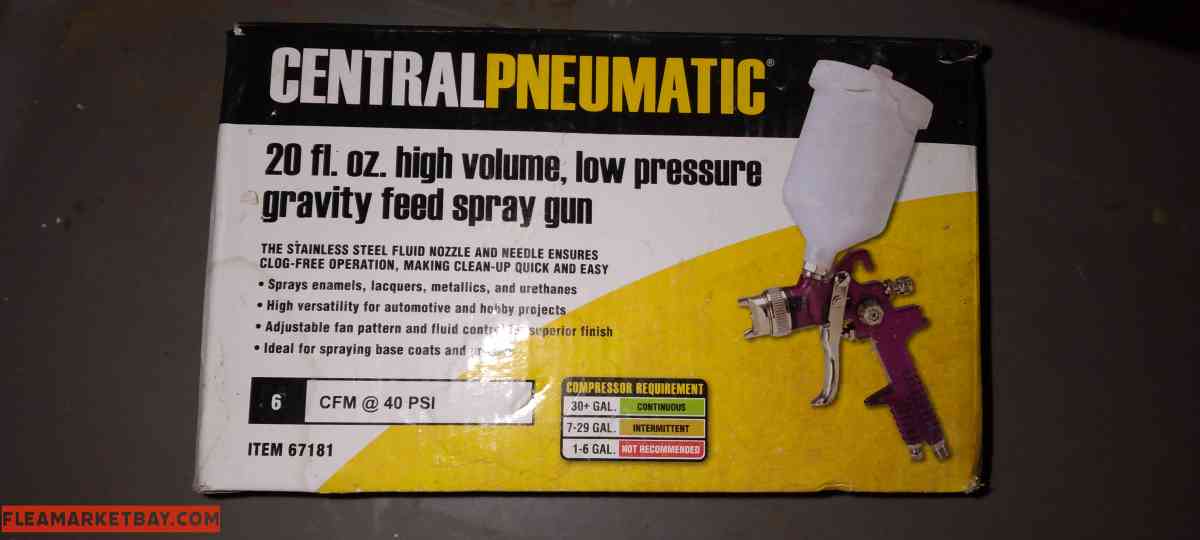 CENTRALPNEUMATIC®
20 fl. oz. high volume, low pressure
gravity feed spray gun
THE STAINLESS STEEL FLUID NOZZLE AND NEEDLE ENSURES
CLOG-FREE OPERATION, MAKING CLEAN-UP QUICK AND EASY
• Sprays enamels, lacquers, metallics, and urethanes
• High versatility for automotive and hobby projects
• Adjustable fan pattern and fluid control for superior finish
• Ideal for spraying base coats and
6 CFM @ 40 PSI
ITEM 67181
COMPRESSOR REQUIREMENT
30+ GAL. CONTINUOUS
7-29 GAL. INTERMITTENT
1-6 GAL. NOT RECOMMENDED
FLEAMARKETBAY.COM